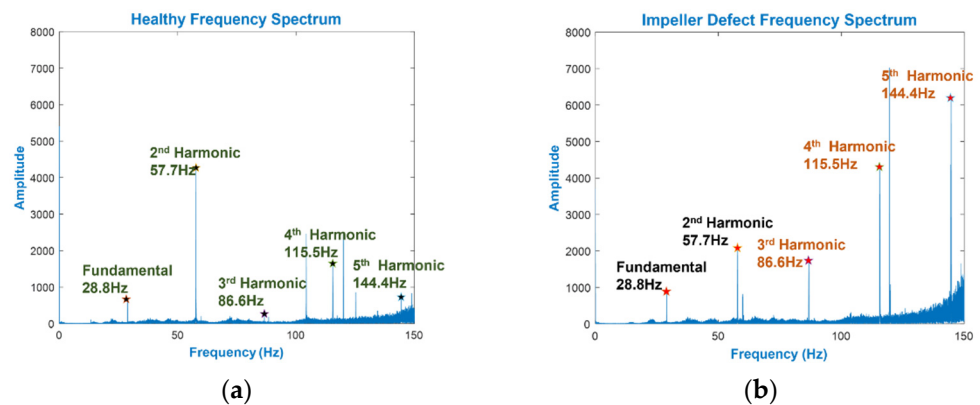 Healthy Frequency Spectrum
8000
7000
6000
5000
4000
3000
2000
1000
0
Amplitude
2nd Harmonic
57.7Hz
4th Harmonic
115.5Hz
Fundamental
28.8Hz
3rd Harmonic
86.6Hz
5th Harmonic
144.4Hz
0 50 100 150
Frequency (Hz)
(a)
Impeller Defect Frequency Spectrum
8000
7000
6000
5000
4000
3000
2000
1000
0
Amplitude
5th Harmonic
144.4Hz
4th Harmonic
115.5Hz
2nd Harmonic
57.7Hz
3rd Harmonic
86.6Hz
Fundamental
28.8Hz
0 50 100 150
Frequency (Hz)
(b)